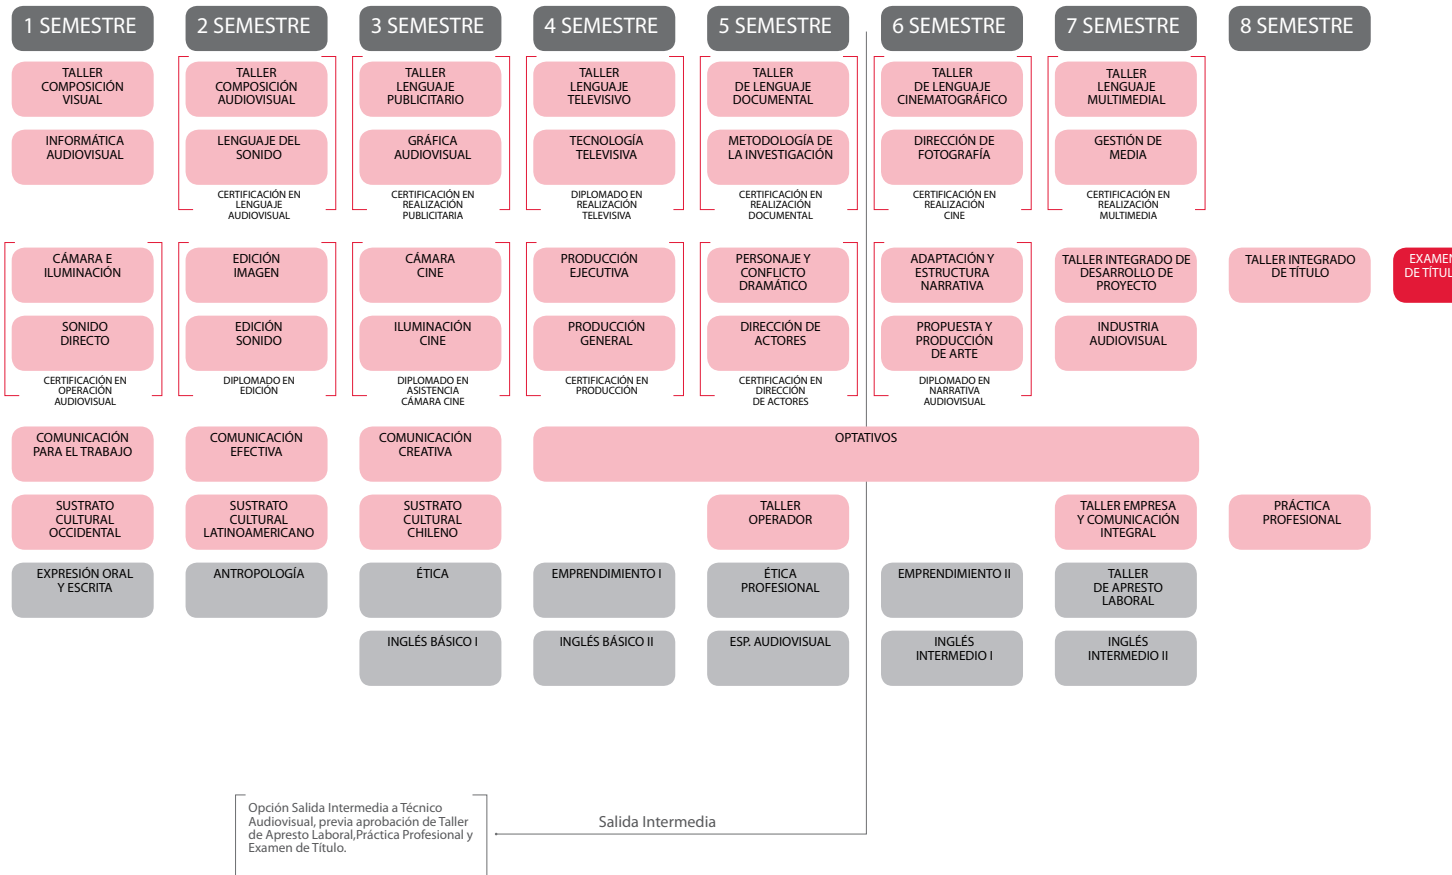 1 SEMESTRE
2 SEMESTRE
3 SEMESTRE
4 SEMESTRE
5 SEMESTRE
6 SEMESTRE
7 SEMESTRE
8 SEMESTRE
TALLER
COMPOSICIÓN
VISUAL
TALLER
COMPOSICIÓN
AUDIOVISUAL
TALLER
LENGUAJE
PUBLICITARIO
TALLER
LENGUAJE
TELEVISIVO
TALLER
DE LENGUAJE
DOCUMENTAL
TALLER
DE LENGUAJE
CINEMATOGRÁFICO
TALLER
LENGUAJE
MULTIMEDIAL
INFORMÁTICA
AUDIOVISUAL
LENGUAJE DEL
SONIDO
GRÁFICA
AUDIOVISUAL
TECNOLOGÍA
TELEVISIVA
METODOLOGÍA DE
LA INVESTIGACIÓN
DIRECCIÓN DE
FOTOGRAFÍA
GESTIÓN DE
MEDIA
CERTIFICACIÓN EN
LENGUAJE
AUDIOVISUAL
CERTIFICACIÓN EN
REALIZACIÓN
PUBLICITARIA
DIPLOMADO EN
REALIZACIÓN
TELEVISIVA
CERTIFICACIÓN EN
REALIZACIÓN
DOCUMENTAL
CERTIFICACIÓN EN
REALIZACIÓN
CINE
CERTIFICACIÓN EN
REALIZACIÓN
MULTIMEDIA
CÁMARA E
ILUMINACIÓN
EDICIÓN
IMAGEN
CÁMARA
CINE
PRODUCCIÓN
EJECUTIVA
PERSONAJE Y
CONFLICTO
DRAMÁTICO
ADAPTACIÓN Y
ESTRUCTURA
NARRATIVA
TALLER INTEGRADO DE
DESARROLLO DE
PROYECTO
TALLER INTEGRADO
DE TÍTULO
EXAMEN
DE TÍTUL
SONIDO
DIRECTO
EDICIÓN
SONIDO
ILUMINACIÓN
CINE
PRODUCCIÓN
GENERAL
DIRECCIÓN DE
ACTORES
PROPUESTA Y
PRODUCCIÓN
DE ARTE
INDUSTRIA
AUDIOVISUAL
CERTIFICACIÓN EN
OPERACIÓN
AUDIOVISUAL
DIPLOMADO EN
EDICIÓN
DIPLOMADO EN
ASISTENCIA
CÁMARA CINE
CERTIFICACIÓN EN
PRODUCCIÓN
CERTIFICACIÓN EN
DIRECCIÓN
DE ACTORES
DIPLOMADO EN
NARRATIVA
AUDIOVISUAL
COMUNICACIÓN
PARA EL TRABAJO
COMUNICACIÓN
EFECTIVA
COMUNICACIÓN
CREATIVA
OPTATIVOS
SUSTRATO
CULTURAL
OCCIDENTAL
SUSTRATO
CULTURAL
LATINOAMERICANO
SUSTRATO
CULTURAL
CHILENO
TALLER
OPERADOR
TALLER EMPRESA
Y COMUNICACIÓN
INTEGRAL
PRÁCTICA
PROFESIONAL
EXPRESIÓN ORAL
Y ESCRITA
ANTROPOLOGÍA
ÉTICA
EMPRENDIMIENTO I
ÉTICA
PROFESIONAL
EMPRENDIMIENTO II
TALLER
DE APRESTO
LABORAL
INGLÉS BÁSICO I
INGLÉS BÁSICO II
ESP. AUDIOVISUAL
INGLÉS
INTERMEDIO I
INGLÉS
INTERMEDIO II
Opción Salida Intermedia a Técnico
Audiovisual, previa aprobación de Taller
de Apresto Laboral,Práctica Profesional y
Examen de Título.
Salida Intermedia